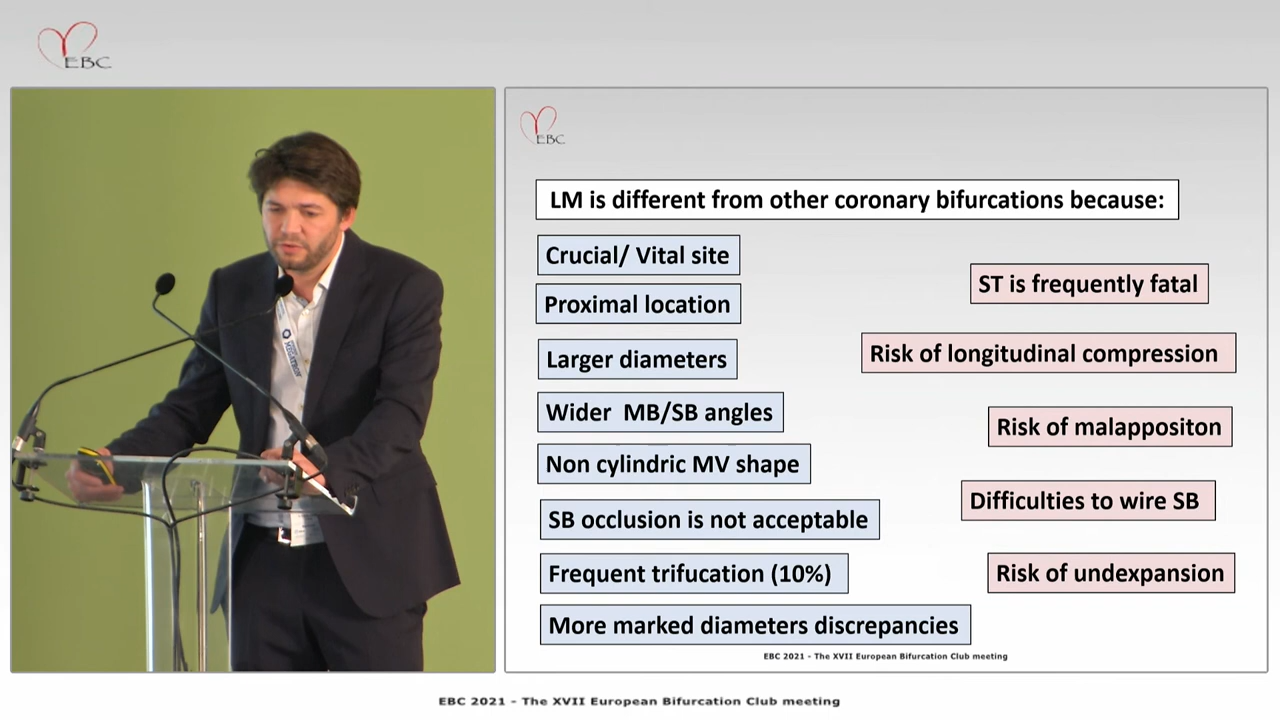 EBC
EBC
LM is different from other coronary bifurcations because:
Crucial/ Vital site
Proximal location
Larger diameters
Wider MB/SB angles
Non cylindric MV shape
SB occlusion is not acceptable
Frequent trifucation (10%)
More marked diameters discrepancies
ST is frequently fatal
Risk of longitudinal compression
Risk of malappositon
Difficulties to wire SB
Risk of undexpansion
EBC 2021 - The XVII European Bifurcation Club meeting
EBC 2021 - The XVII European Bifurcation Club meeting